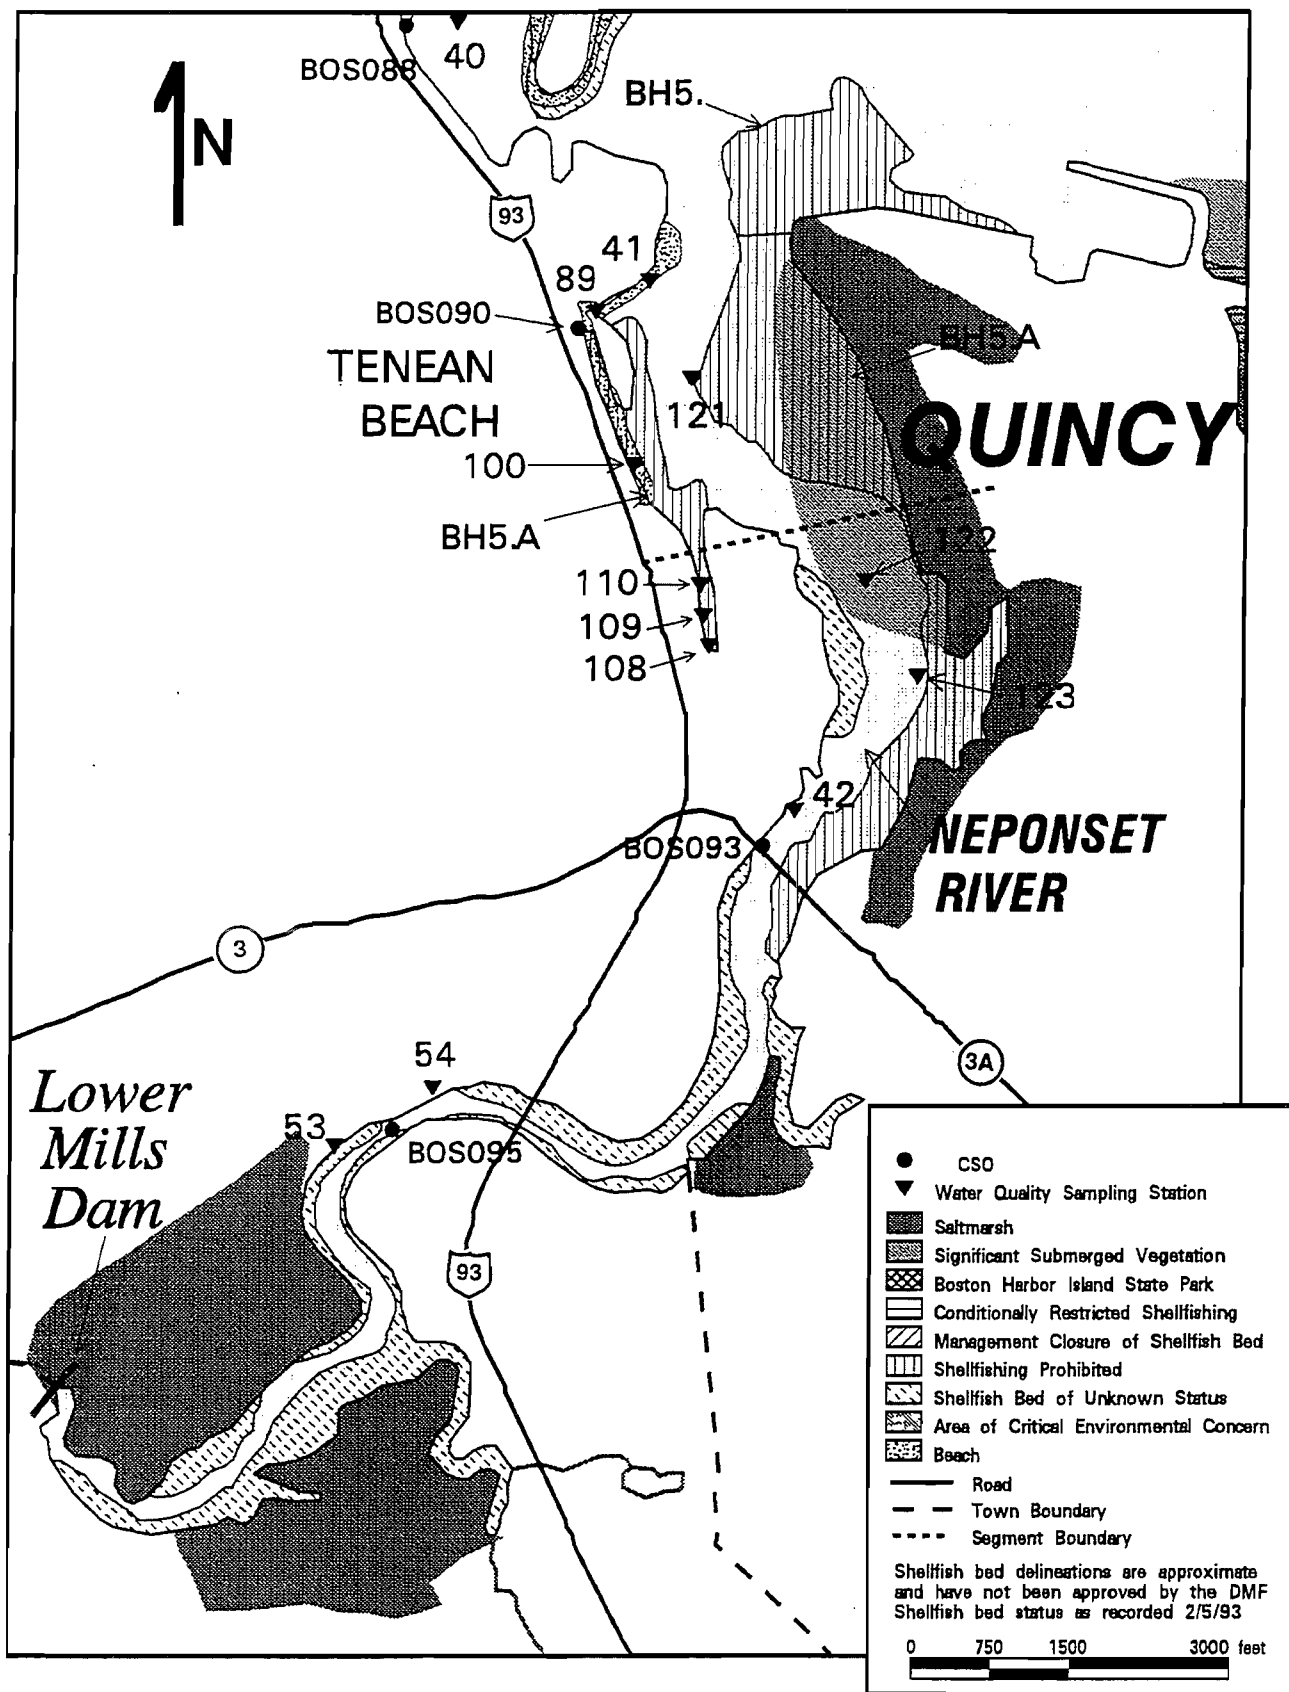 40
BOS088
BH5.
N
93
41
89
BOS090
TENEAN
BEACH
BH5.A
121
QUINCY
100
BH5.A
122
110
109
108
123
42
NEPONSET
RIVER
BOS093
3
3A
54
Lower
Mills
Dam
53
BOS095
93
CSO
Water Quality Sampling Station
Saltmarsh
Significant Submerged Vegetation
Boston Harbor Island State Park
Conditionally Restricted Shellfishing
Management Closure of Shellfish Bed
Shellfishing Prohibited
Shellfish Bed of Unknown Status
Area of Critical Environmental Concern
Beach
Road
Town Boundary
Segment Boundary
Shellfish bed delineations are approximate
and have not been approved by the DMF
Shellfish bed status as recorded 2/5/93
0 750 1500 3000 feet